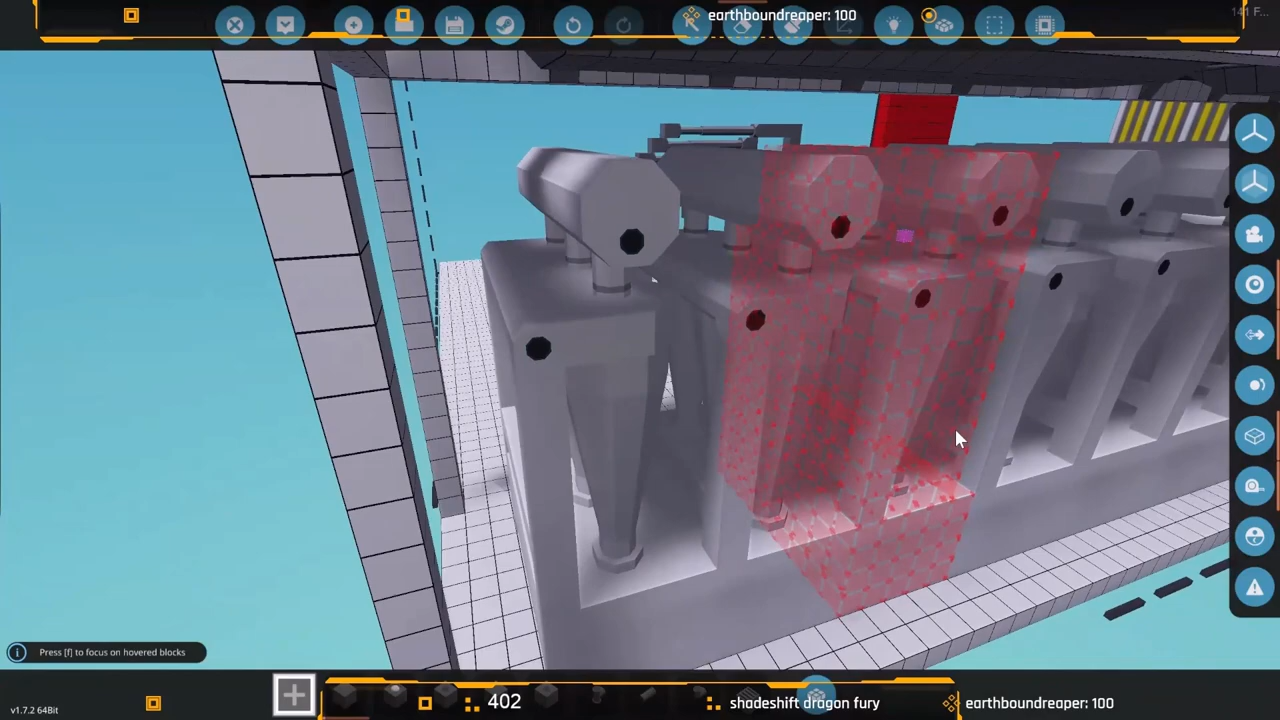 earthboundreaper: 100
Press [f] to focus on hovered blocks
v1.7.2 64Bit
402
shadeshift dragon fury
earthboundreaper: 100